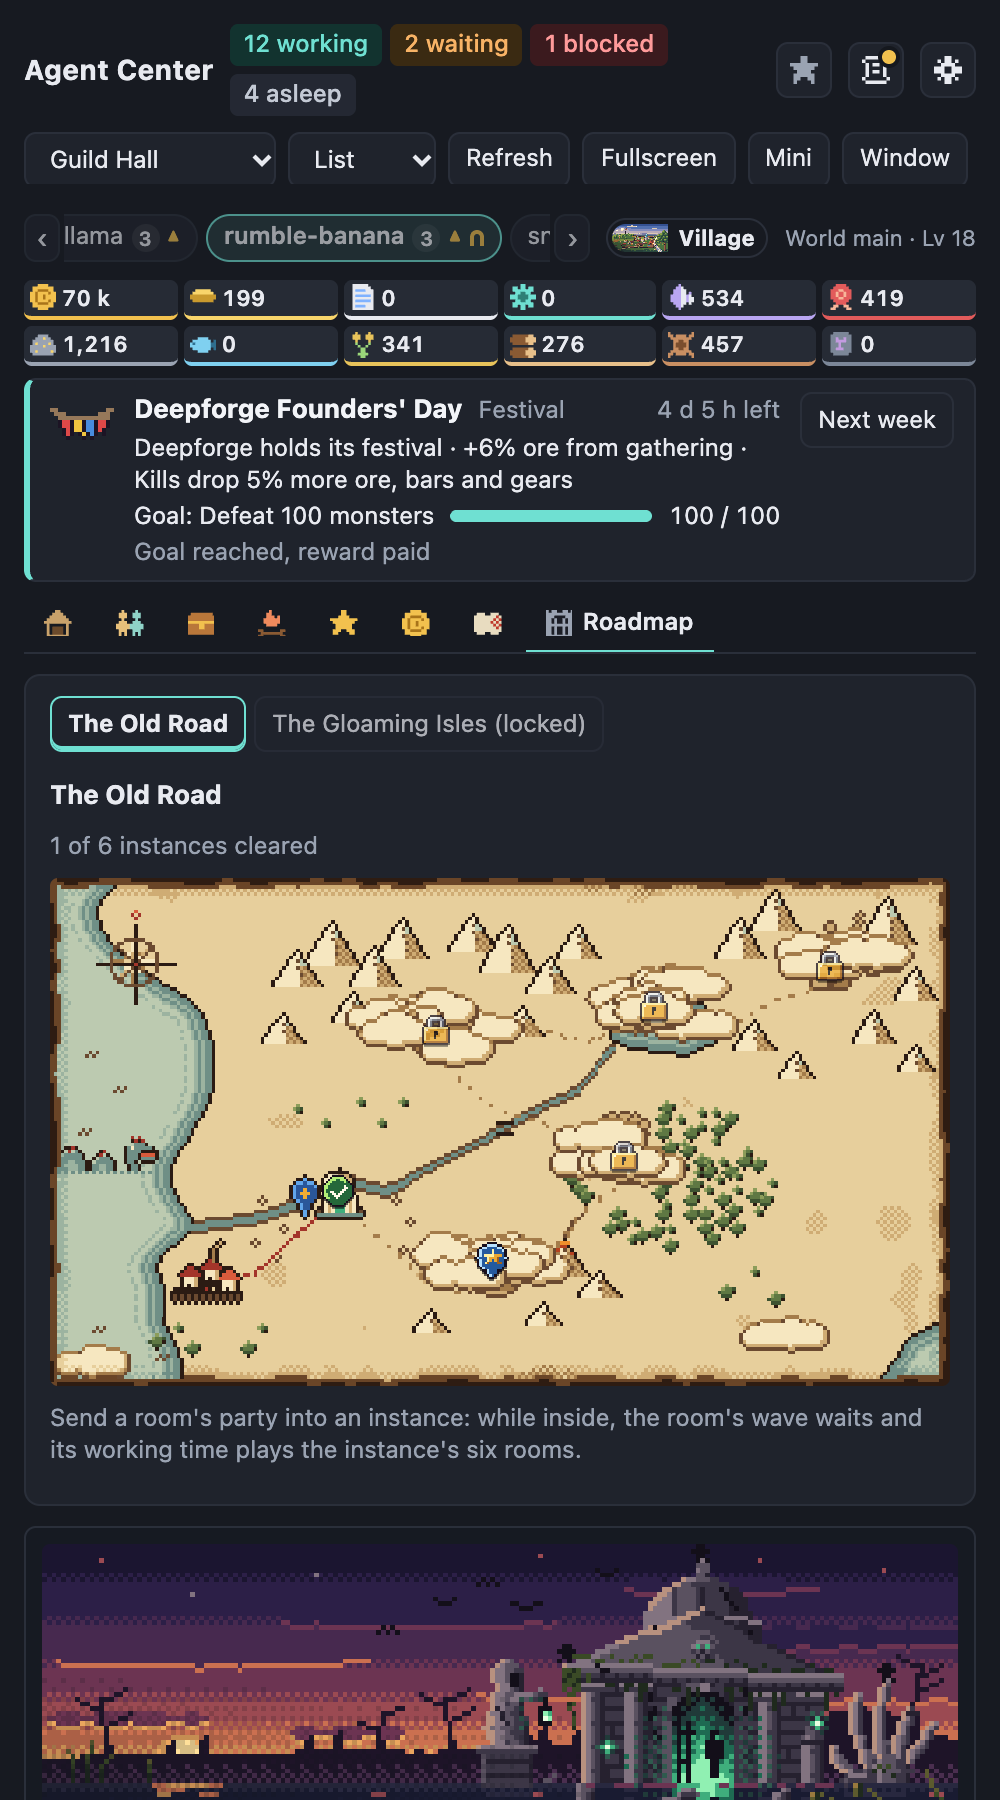 Agent Center
12 working
2 waiting
1 blocked
4 asleep
Guild Hall
List
Refresh
Fullscreen
Mini
Window
llama 3
rumble-banana 3
Village
World main · Lv 18
70 k
199
0
0
534
419
1,216
0
341
276
457
0
Deepforge Founders' Day Festival 4 d 5 h left
Next week
Deepforge holds its festival · +6% ore from gathering ·
Kills drop 5% more ore, bars and gears
Goal: Defeat 100 monsters 100 / 100
Goal reached, reward paid
Roadmap
The Old Road
The Gloaming Isles (locked)
The Old Road
1 of 6 instances cleared
Send a room's party into an instance: while inside, the room's wave waits and
its working time plays the instance's six rooms.